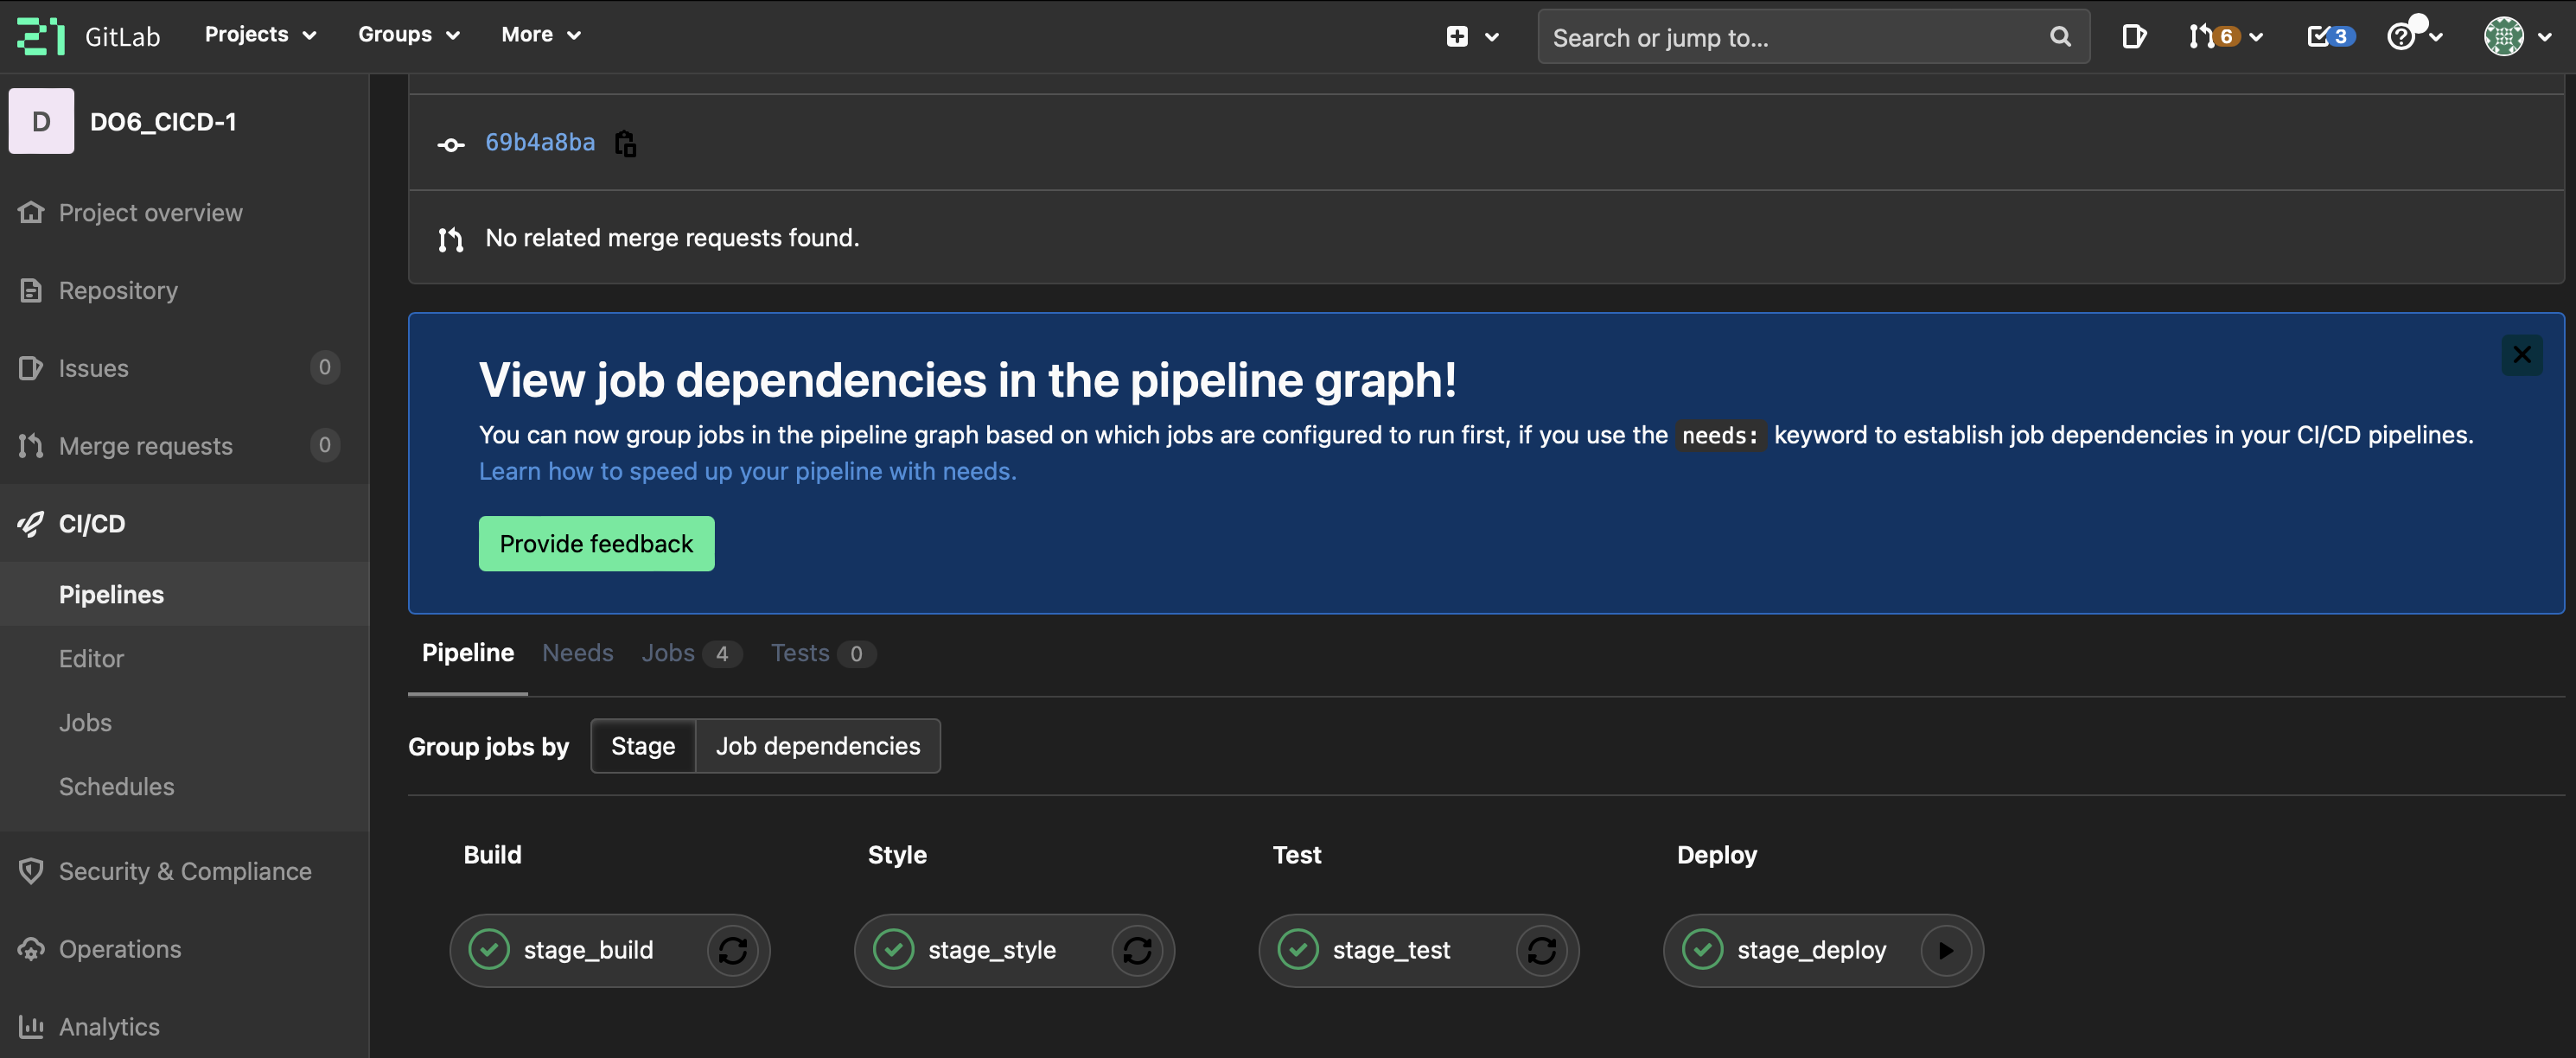 GitLab
Projects
Groups
More
Search or jump to...
6
3
D
DO6_CICD-1
Project overview
Repository
Issues 0
Merge requests 0
CI/CD
Pipelines
Editor
Jobs
Schedules
Security & Compliance
Operations
Analytics
69b4a8ba
No related merge requests found.
View job dependencies in the pipeline graph!
You can now group jobs in the pipeline graph based on which jobs are configured to run first, if you use the needs: keyword to establish job dependencies in your CI/CD pipelines.
Learn how to speed up your pipeline with needs.
Provide feedback
Pipeline Needs Jobs 4 Tests 0
Group jobs by Stage Job dependencies
Build Style Test Deploy
stage_build stage_style stage_test stage_deploy